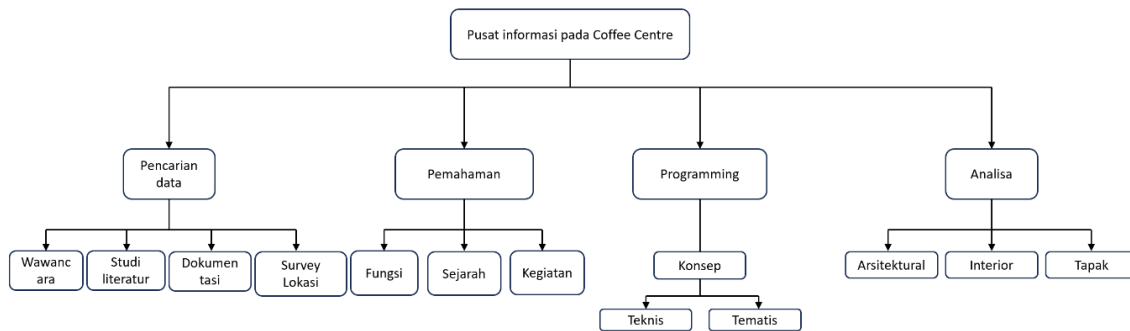 Pusat informasi pada Coffee Centre
Pencarian
data
Pemahaman
Programming
Analisa
Wawanc
ara
Studi
literatur
Dokumen
tasi
Survey
Lokasi
Fungsi
Sejarah
Kegiatan
Konsep
Arsitektural
Interior
Tapak
Teknis
Tematis